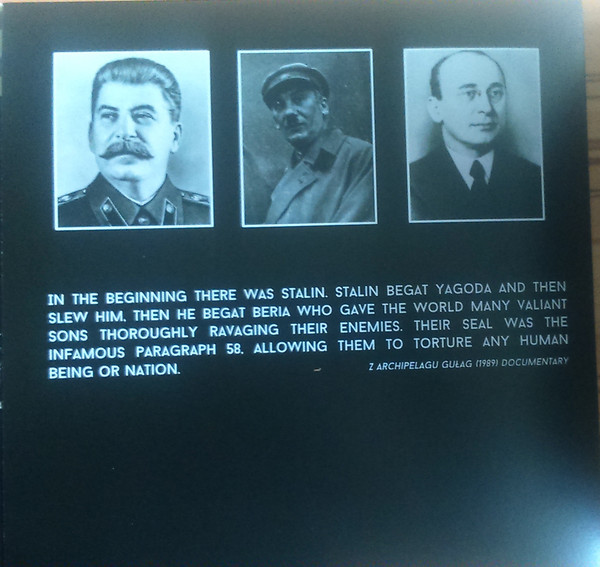 IN THE BEGINNING THERE WAS STALIN. STALIN BEGAT YAGODA AND THEN
SLEW HIM. THEN HE BEGAT BERIA WHO GAVE THE WORLD MANY VALIANT
SONS THOROUGHLY RAVAGING THEIR ENEMIES. THEIR SEAL WAS THE
INFAMOUS PARAGRAPH 58. ALLOWING THEM TO TORTURE ANY HUMAN
BEING OR NATION.
Z ARCHIPELAGU GUŁAG (1989) DOCUMENTARY